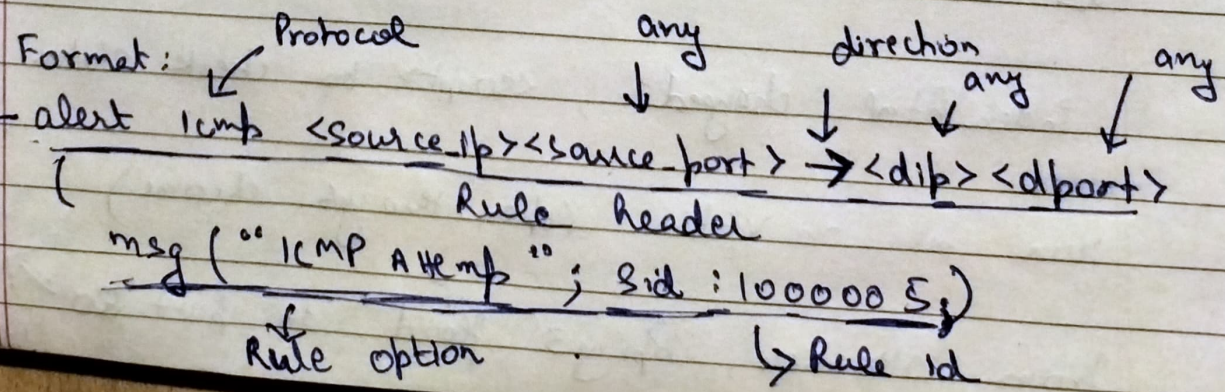 Protocol any direction any
Format: any
- alert icmp <source_ip><source_port> → <dip> <dport>
( Rule header
msg ( "ICMP Attemp" ; Sid : 1000005;)
Rule option ↳ Rule id